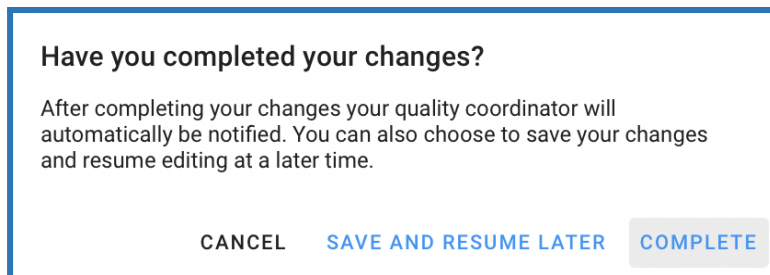 Have you completed your changes?
After completing your changes your quality coordinator will
automatically be notified. You can also choose to save your changes
and resume editing at a later time.
CANCEL SAVE AND RESUME LATER COMPLETE